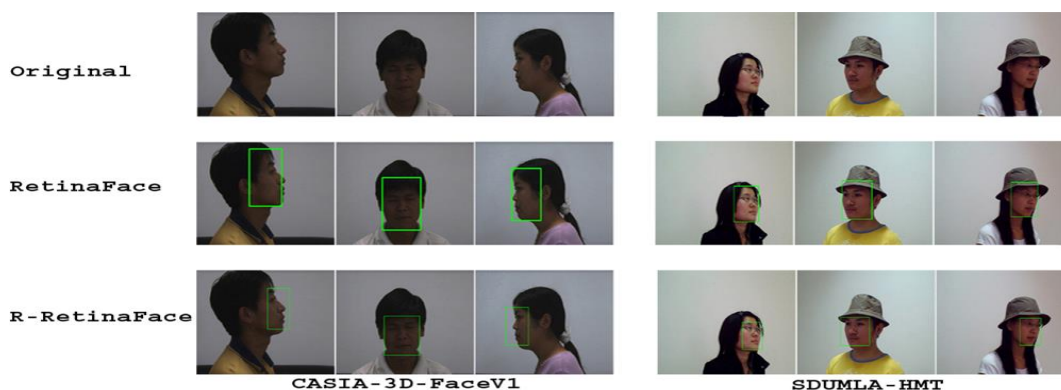 Original
RetinaFace
R-RetinaFace
CASIA-3D-FaceV1
SDUMLA-HMT